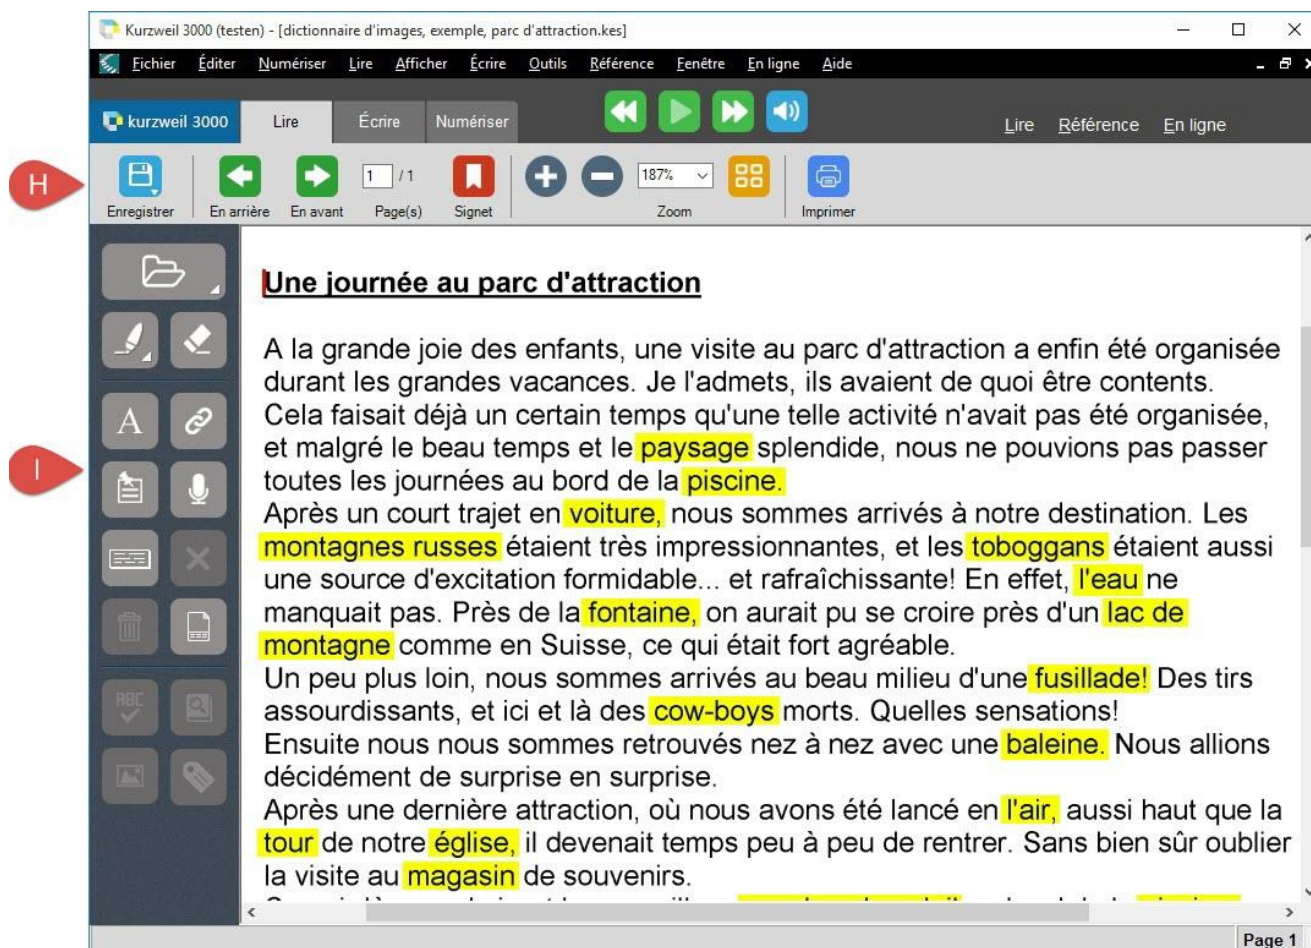 Kurzweil 3000 (testen) - [dictionnaire d'images, exemple, parc d'attraction.kes]
Fichier Éditer Numériser Lire Afficher Écrire Outils Référence Fenêtre En ligne Aide
kurzweil 3000 Lire Écrire Numériser Lire Référence En ligne
H
1 / 1 187%
Enregistrer En arrière En avant Page(s) Signet Zoom Imprimer
Une journée au parc d'attraction
A la grande joie des enfants, une visite au parc d'attraction a enfin été organisée
durant les grandes vacances. Je l'admets, ils avaient de quoi être contents.
Cela faisait déjà un certain temps qu'une telle activité n'avait pas été organisée,
A
et malgré le beau temps et le paysage splendide, nous ne pouvions pas passer
I
toutes les journées au bord de la piscine.
Après un court trajet en voiture, nous sommes arrivés à notre destination. Les
montagnes russes étaient très impressionnantes, et les toboggans étaient aussi
une source d'excitation formidable... et rafraîchissante! En effet, l'eau ne
manquait pas. Près de la fontaine, on aurait pu se croire près d'un lac de
montagne comme en Suisse, ce qui était fort agréable.
Un peu plus loin, nous sommes arrivés au beau milieu d'une fusillade! Des tirs
ABC
assourdissants, et ici et là des cow-boys morts. Quelles sensations!
Ensuite nous nous sommes retrouvés nez à nez avec une baleine. Nous allions
décidément de surprise en surprise.
Après une dernière attraction, où nous avons été lancé en l'air, aussi haut que la
tour de notre église, il devenait temps peu à peu de rentrer. Sans bien sûr oublier
la visite au magasin de souvenirs.
Page 1